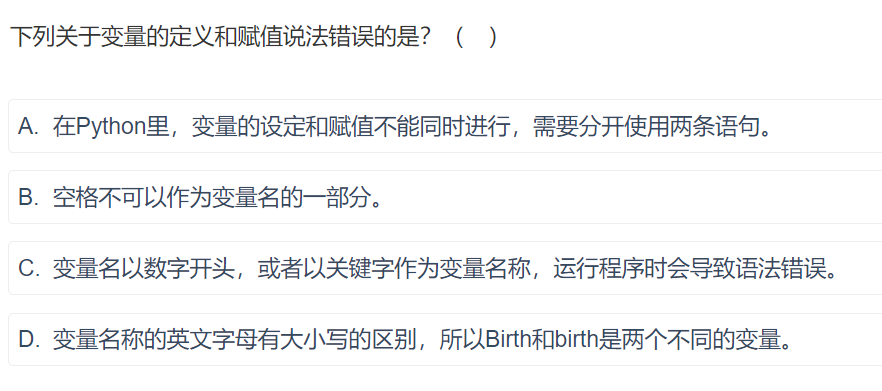 下列关于变量的定义和赋值说法错误的是？（　）
A. 在Python里，变量的设定和赋值不能同时进行，需要分开使用两条语句。
B. 空格不可以作为变量名的一部分。
C. 变量名以数字开头，或者以关键字作为变量名称，运行程序时会导致语法错误。
D. 变量名称的英文字母有大小写的区别，所以Birth和birth是两个不同的变量。